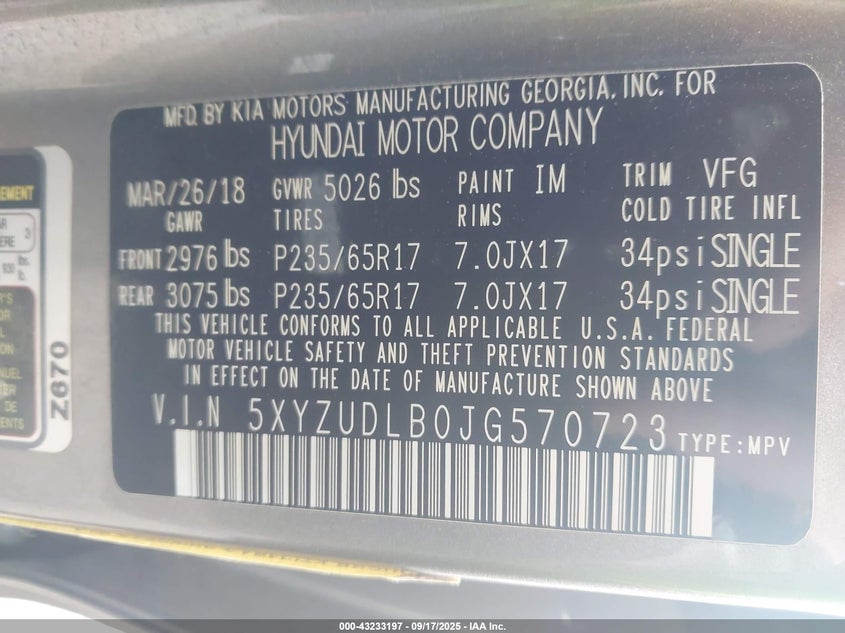 MFD. BY KIA MOTORS MANUFACTURING GEORGIA, INC. FOR
HYUNDAI MOTOR COMPANY
MAR/26/18 GVWR 5026 lbs PAINT IM TRIM VFG
GAWR TIRES RIMS COLD TIRE INFL
FRONT 2976 lbs P235/65R17 7.0JX17 34psi SINGLE
REAR 3075 lbs P235/65R17 7.0JX17 34psi SINGLE
THIS VEHICLE CONFORMS TO ALL APPLICABLE U.S.A. FEDERAL
MOTOR VEHICLE SAFETY AND THEFT PREVENTION STANDARDS
IN EFFECT ON THE DATE OF MANUFACTURE SHOWN ABOVE
V.I.N 5XYZUDLB0JG570723 TYPE:MPV
Z670
3
930 lbs.
DE
000-43233197 - 09/17/2025 - IAA Inc.